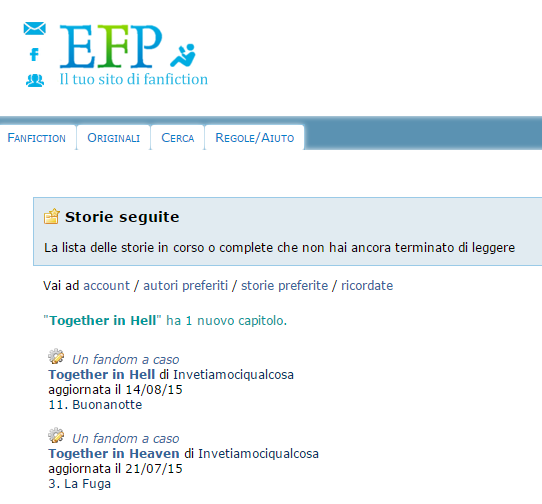 EFP
Il tuo sito di fanfiction
Fanfiction Originali Cerca Regole/Aiuto
Storie seguite
La lista delle storie in corso o complete che non hai ancora terminato di leggere
Vai ad account / autori preferiti / storie preferite / ricordate
"Together in Hell" ha 1 nuovo capitolo.
Un fandom a caso
Together in Hell di Invetiamociqualcosa
aggiornata il 14/08/15
11. Buonanotte
Un fandom a caso
Together in Heaven di Invetiamociqualcosa
aggiornata il 21/07/15
3. La Fuga